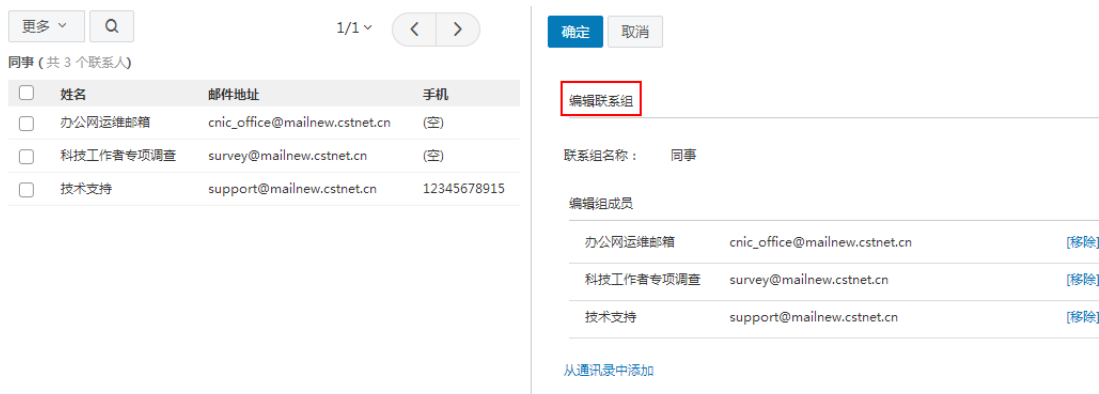 更多
1/1
同事 ( 共 3 个联系人)
姓名 邮件地址 手机
办公网运维邮箱 cnic_office@mailnew.cstnet.cn (空)
科技工作者专项调查 survey@mailnew.cstnet.cn (空)
技术支持 support@mailnew.cstnet.cn 12345678915
确定 取消
编辑联系组
联系组名称： 同事
编辑组成员
办公网运维邮箱 cnic_office@mailnew.cstnet.cn [移除]
科技工作者专项调查 survey@mailnew.cstnet.cn [移除]
技术支持 support@mailnew.cstnet.cn [移除]
从通讯录中添加